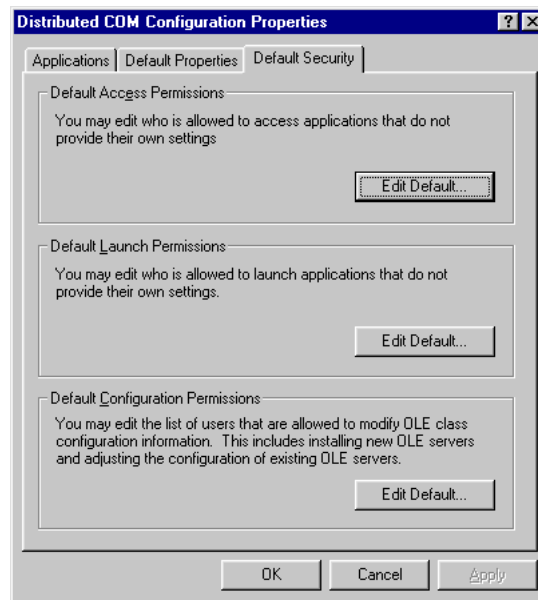 Distributed COM Configuration Properties
Applications Default Properties Default Security
Default Access Permissions
You may edit who is allowed to access applications that do not
provide their own settings
Edit Default...
Default Launch Permissions
You may edit who is allowed to launch applications that do not
provide their own settings.
Edit Default...
Default Configuration Permissions
You may edit the list of users that are allowed to modify OLE class
configuration information. This includes installing new OLE servers
and adjusting the configuration of existing OLE servers.
Edit Default...
OK Cancel Apply